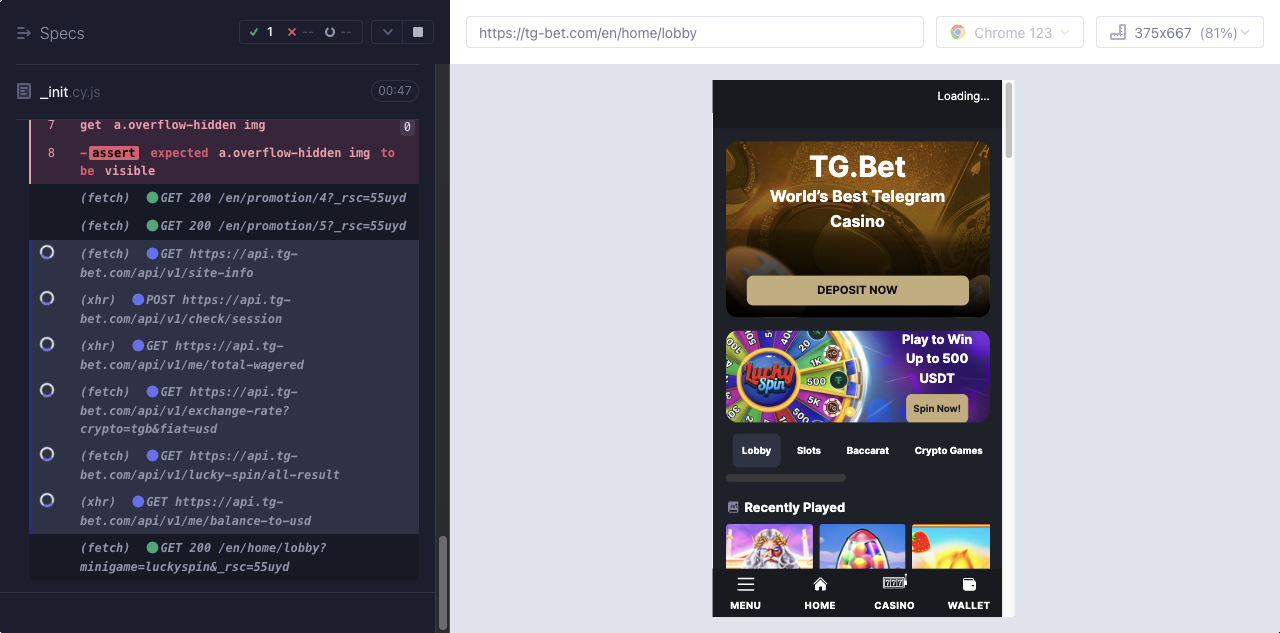 Specs
1
--
--
https://tg-bet.com/en/home/lobby
Chrome 123
375x667 (81%)
_init.cy.js
00:47
7 get a.overflow-hidden img 0
8 -assert expected a.overflow-hidden img to
be visible
(fetch) GET 200 /en/promotion/4?_rsc=55uyd
(fetch) GET 200 /en/promotion/5?_rsc=55uyd
(fetch) GET https://api.tg-
bet.com/api/v1/site-info
(xhr) POST https://api.tg-
bet.com/api/v1/check/session
(xhr) GET https://api.tg-
bet.com/api/v1/me/total-wagered
(fetch) GET https://api.tg-
bet.com/api/v1/exchange-rate?
crypto=tgb&fiat=usd
(fetch) GET https://api.tg-
bet.com/api/v1/lucky-spin/all-result
(xhr) GET https://api.tg-
bet.com/api/v1/me/balance-to-usd
(fetch) GET 200 /en/home/lobby?
minigame=luckyspin&_rsc=55uyd
Loading...
TG.Bet
World's Best Telegram
Casino
DEPOSIT NOW
Lucky
Spin
20
1K
500
5K
500
Play to Win
Up to 500
USDT
Spin Now!
Lobby
Slots
Baccarat
Crypto Games
Recently Played
MENU
HOME
777
CASINO
WALLET